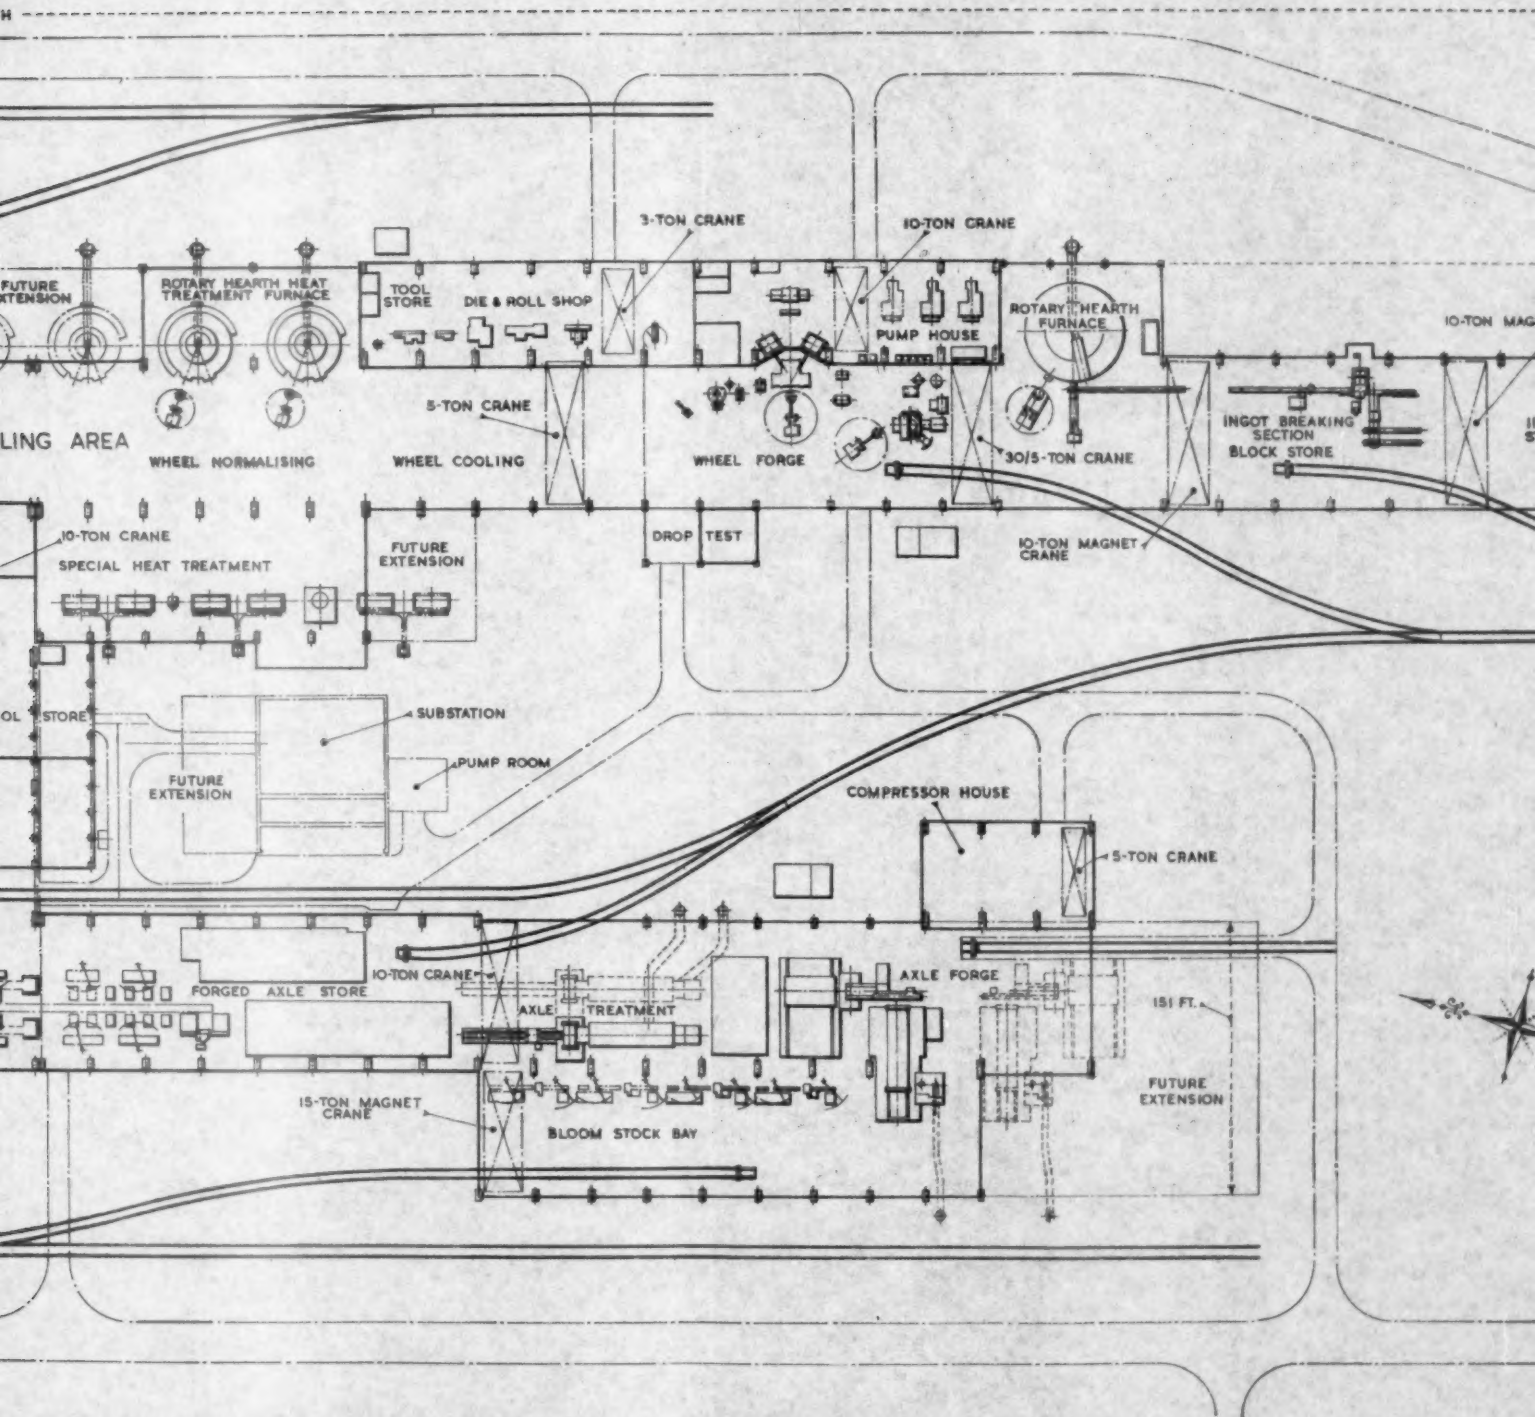 H
3-TON CRANE
10-TON CRANE
FUTURE
XTENSION
ROTARY HEARTH HEAT
TREATMENT FURNACE
TOOL
STORE
DIE & ROLL SHOP
PUMP HOUSE
ROTARY HEARTH
FURNACE
10-TON MAG
5-TON CRANE
LING AREA
WHEEL NORMALISING
WHEEL COOLING
WHEEL FORGE
30/5-TON CRANE
INGOT BREAKING
SECTION
BLOCK STORE
10-TON CRANE
SPECIAL HEAT TREATMENT
FUTURE
EXTENSION
DROP TEST
10-TON MAGNET
CRANE
OL STORE
SUBSTATION
PUMP ROOM
FUTURE
EXTENSION
COMPRESSOR HOUSE
5-TON CRANE
10-TON CRANE
AXLE FORGE
FORGED AXLE STORE
AXLE TREATMENT
151 FT.
15-TON MAGNET
CRANE
BLOOM STOCK BAY
FUTURE
EXTENSION